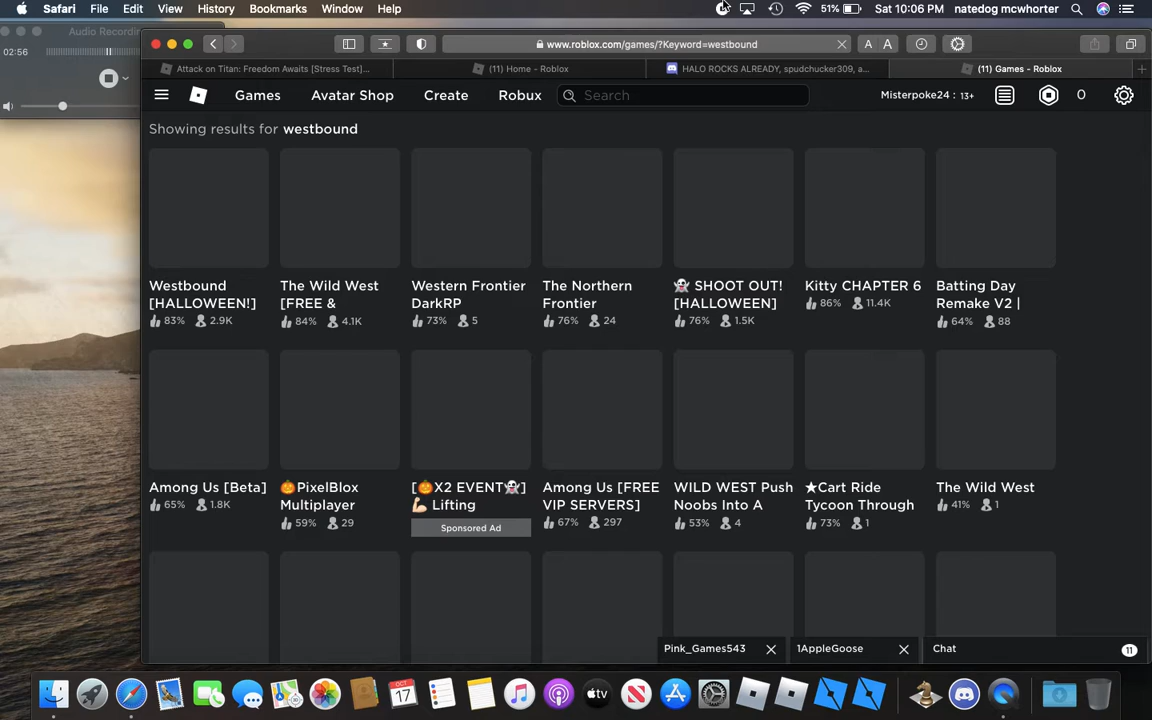 Safari File Edit View History Bookmarks Window Help 51% Sat 10:06 PM natedog mcwhorter
Audio Recordin
02:56
www.roblox.com/games/?Keyword=westbound A A
Attack on Titan: Freedom Awaits [Stress Test]... (11) Home - Roblox HALO ROCKS ALREADY, spudchucker309, a... (11) Games - Roblox
Games Avatar Shop Create Robux Search Misterpoke24 : 13+ 0
Showing results for westbound
Westbound The Wild West Western Frontier The Northern 👻 SHOOT OUT! Kitty CHAPTER 6 Batting Day
[HALLOWEEN!] [FREE & DarkRP Frontier [HALLOWEEN] 86% 11.4K Remake V2 |
83% 2.9K 84% 4.1K 73% 5 76% 24 76% 1.5K 64% 88
Among Us [Beta] 🎃PixelBlox [🎃X2 EVENT👻] Among Us [FREE WILD WEST Push ★Cart Ride The Wild West
65% 1.8K Multiplayer 💪 Lifting VIP SERVERS] Noobs Into A Tycoon Through 41% 1
59% 29 Sponsored Ad 67% 297 53% 4 73% 1
Pink_Games543 1AppleGoose Chat 11
OCT
17
tv